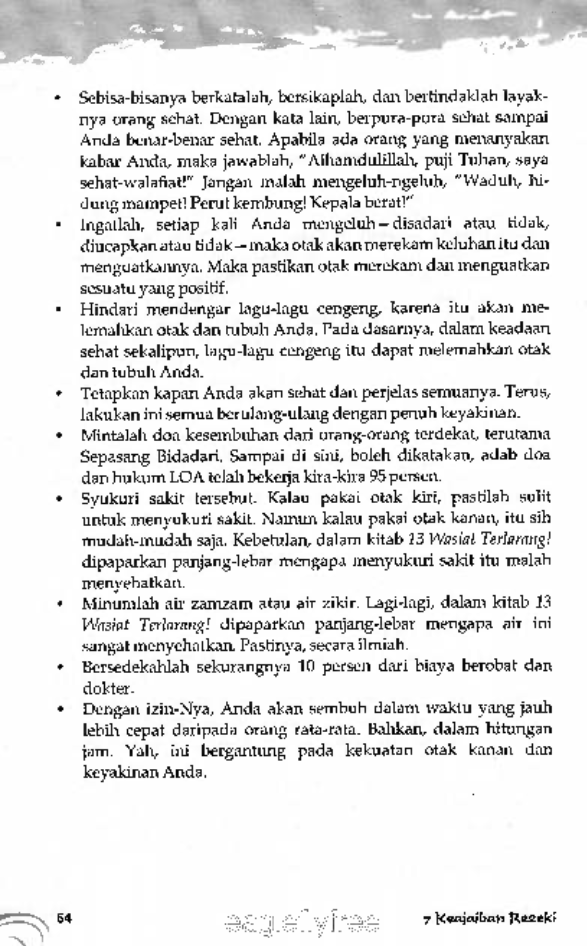 • Sebisa-bisanya berkatalah, bersikaplah, dan bertindaklah layak-
nya orang sehat. Dengan kata lain, berpura-pura sehat sampai
Anda benar-benar sehat. Apabila ada orang yang menanyakan
kabar Anda, maka jawablah, "Alhamdulillah, puji Tuhan, saya
sehat-walafiat!" Jangan malah mengeluh-ngeluh, "Waduh, hi-
dung mampet! Perut kembung! Kepala berat!"
• Ingatlah, setiap kali Anda mengeluh—disadari atau tidak,
diucapkan atau tidak—maka otak akan merekam keluhan itu dan
menguatkannya. Maka pastikan otak merekam dan menguatkan
sesuatu yang positif.
• Hindari mendengar lagu-lagu cengeng, karena itu akan me-
lemahkan otak dan tubuh Anda. Pada dasarnya, dalam keadaan
sehat sekalipun, lagu-lagu cengeng itu dapat melemahkan otak
dan tubuh Anda.
• Tetapkan kapan Anda akan sehat dan perjelas semuanya. Terus,
lakukan ini semua berulang-ulang dengan penuh keyakinan.
• Mintalah doa kesembuhan dari orang-orang terdekat, terutama
Sepasang Bidadari. Sampai di sini, boleh dikatakan, adab doa
dan hukum LOA telah bekerja kira-kira 95 persen.
• Syukuri sakit tersebut. Kalau pakai otak kiri, pastilah sulit
untuk menyukuri sakit. Namun kalau pakai otak kanan, itu sih
mudah-mudah saja. Kebetulan, dalam kitab 13 Wasiat Terlarang!
dipaparkan panjang-lebar mengapa menyukuri sakit itu malah
menyehatkan.
• Minumlah air zamzam atau air zikir. Lagi-lagi, dalam kitab 13
Wasiat Terlarang! dipaparkan panjang-lebar mengapa air ini
sangat menyehatkan. Pastinya, secara ilmiah.
• Bersedekahlah sekurangnya 10 persen dari biaya berobat dan
dokter.
• Dengan izin-Nya, Anda akan sembuh dalam waktu yang jauh
lebih cepat daripada orang rata-rata. Bahkan, dalam hitungan
jam. Yah, ini bergantung pada kekuatan otak kanan dan
keyakinan Anda.
64 eagleflyfree 7 Keajaiban Rezeki